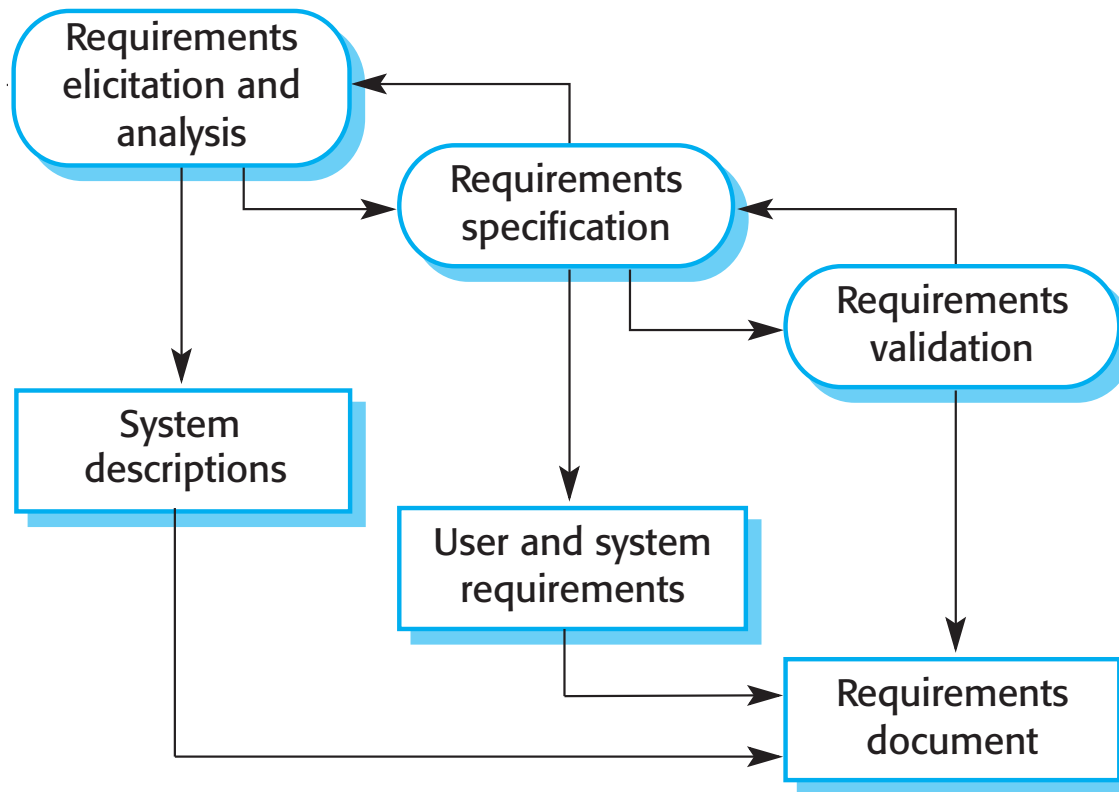 Requirements
elicitation and
analysis
Requirements
specification
Requirements
validation
System
descriptions
User and system
requirements
Requirements
document